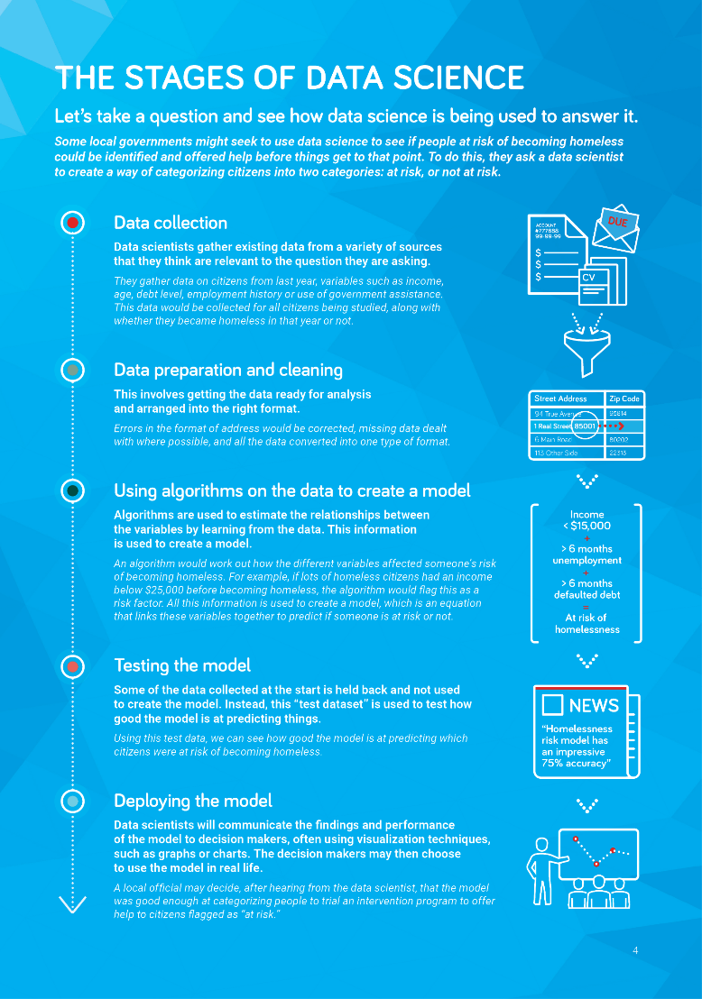 THE STAGES OF DATA SCIENCE
Let's take a question and see how data science is being used to answer it.
Some local governments might seek to use data science to see if people at risk of becoming homeless
could be identified and offered help before things get to that point. To do this, they ask a data scientist
to create a way of categorizing citizens into two categories: at risk, or not at risk.
Data collection
Data scientists gather existing data from a variety of sources
that they think are relevant to the question they are asking.
They gather data on citizens from last year, variables such as income,
age, debt level, employment history or use of government assistance.
This data would be collected for all citizens being studied, along with
whether they became homeless in that year or not.
ACCOUNT
#777888
99-99-99
$
$
$
DUE
CV
Data preparation and cleaning
This involves getting the data ready for analysis
and arranged into the right format.
Errors in the format of address would be corrected, missing data dealt
with where possible, and all the data converted into one type of format.
Street Address Zip Code
94 True Avenue 95814
1 Real Street 85001
6 Main Road 80202
113 Other Side 22313
Using algorithms on the data to create a model
Algorithms are used to estimate the relationships between
the variables by learning from the data. This information
is used to create a model.
An algorithm would work out how the different variables affected someone's risk
of becoming homeless. For example, if lots of homeless citizens had an income
below $25,000 before becoming homeless, the algorithm would flag this as a
risk factor. All this information is used to create a model, which is an equation
that links these variables together to predict if someone is at risk or not.
Income
< $15,000
+
> 6 months
unemployment
+
> 6 months
defaulted debt
=
At risk of
homelessness
Testing the model
Some of the data collected at the start is held back and not used
to create the model. Instead, this “test dataset” is used to test how
good the model is at predicting things.
Using this test data, we can see how good the model is at predicting which
citizens were at risk of becoming homeless.
NEWS
“Homelessness
risk model has
an impressive
75% accuracy”
Deploying the model
Data scientists will communicate the findings and performance
of the model to decision makers, often using visualization techniques,
such as graphs or charts. The decision makers may then choose
to use the model in real life.
A local official may decide, after hearing from the data scientist, that the model
was good enough at categorizing people to trial an intervention program to offer
help to citizens flagged as “at risk.”
4